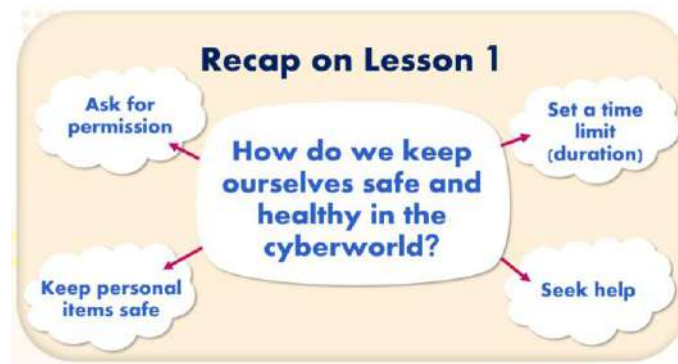 Recap on Lesson 1
Ask for
permission
Set a time
limit
(duration)
How do we keep
ourselves safe and
healthy in the
cyberworld?
Keep personal
items safe
Seek help